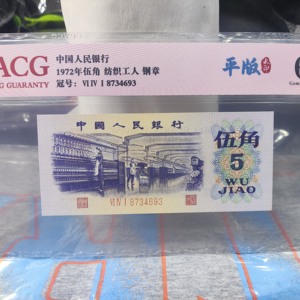 ACG
GUARANTY
中国人民银行
1972年伍角 纺织工人 钢章
冠号: VI IV I 8734693
平版
中國人民銀行
伍角
5
WU
JIAO
VI IV I 8734693